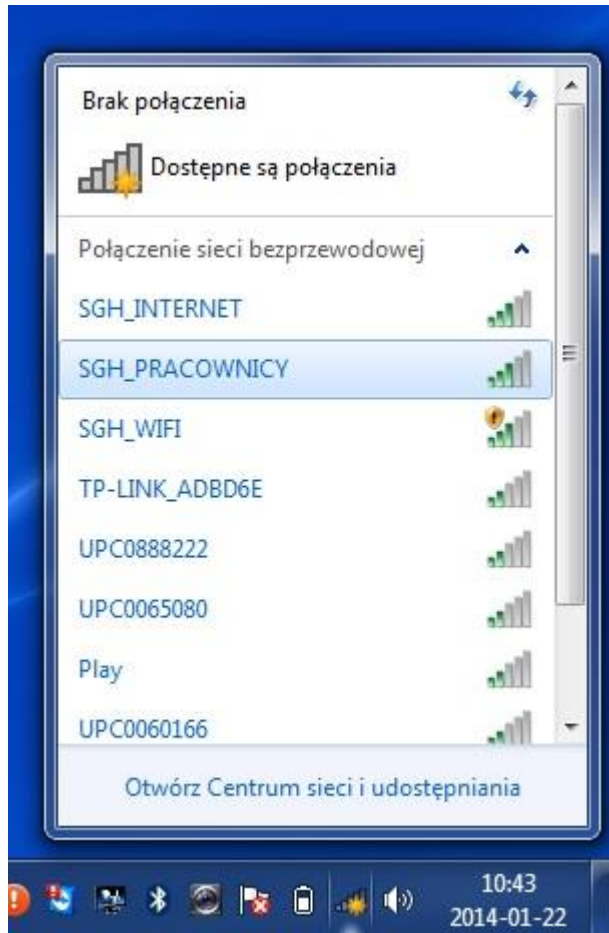 Brak połączenia
Dostępne są połączenia
Połączenie sieci bezprzewodowej
SGH_INTERNET
SGH_PRACOWNICY
SGH_WIFI
TP-LINK_ADBD6E
UPC0888222
UPC0065080
Play
UPC0060166
Otwórz Centrum sieci i udostępniania
10:43
2014-01-22